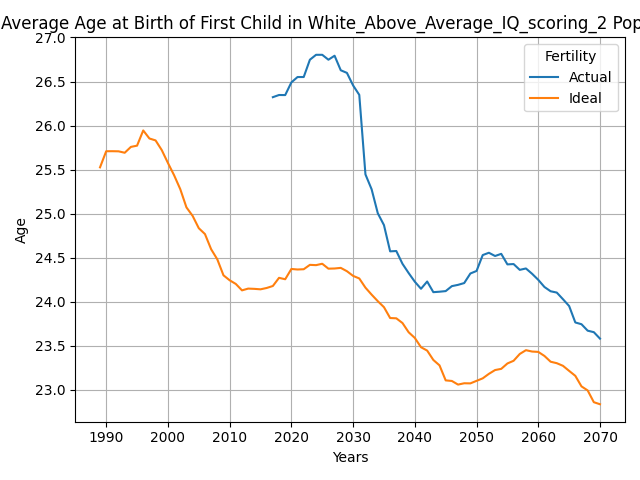 Average Age at Birth of First Child in White_Above_Average_IQ_scoring_2 Pop
27.0
26.5
26.0
25.5
25.0
24.5
24.0
23.5
23.0
Age
Fertility
Actual
Ideal
1990 2000 2010 2020 2030 2040 2050 2060 2070
Years